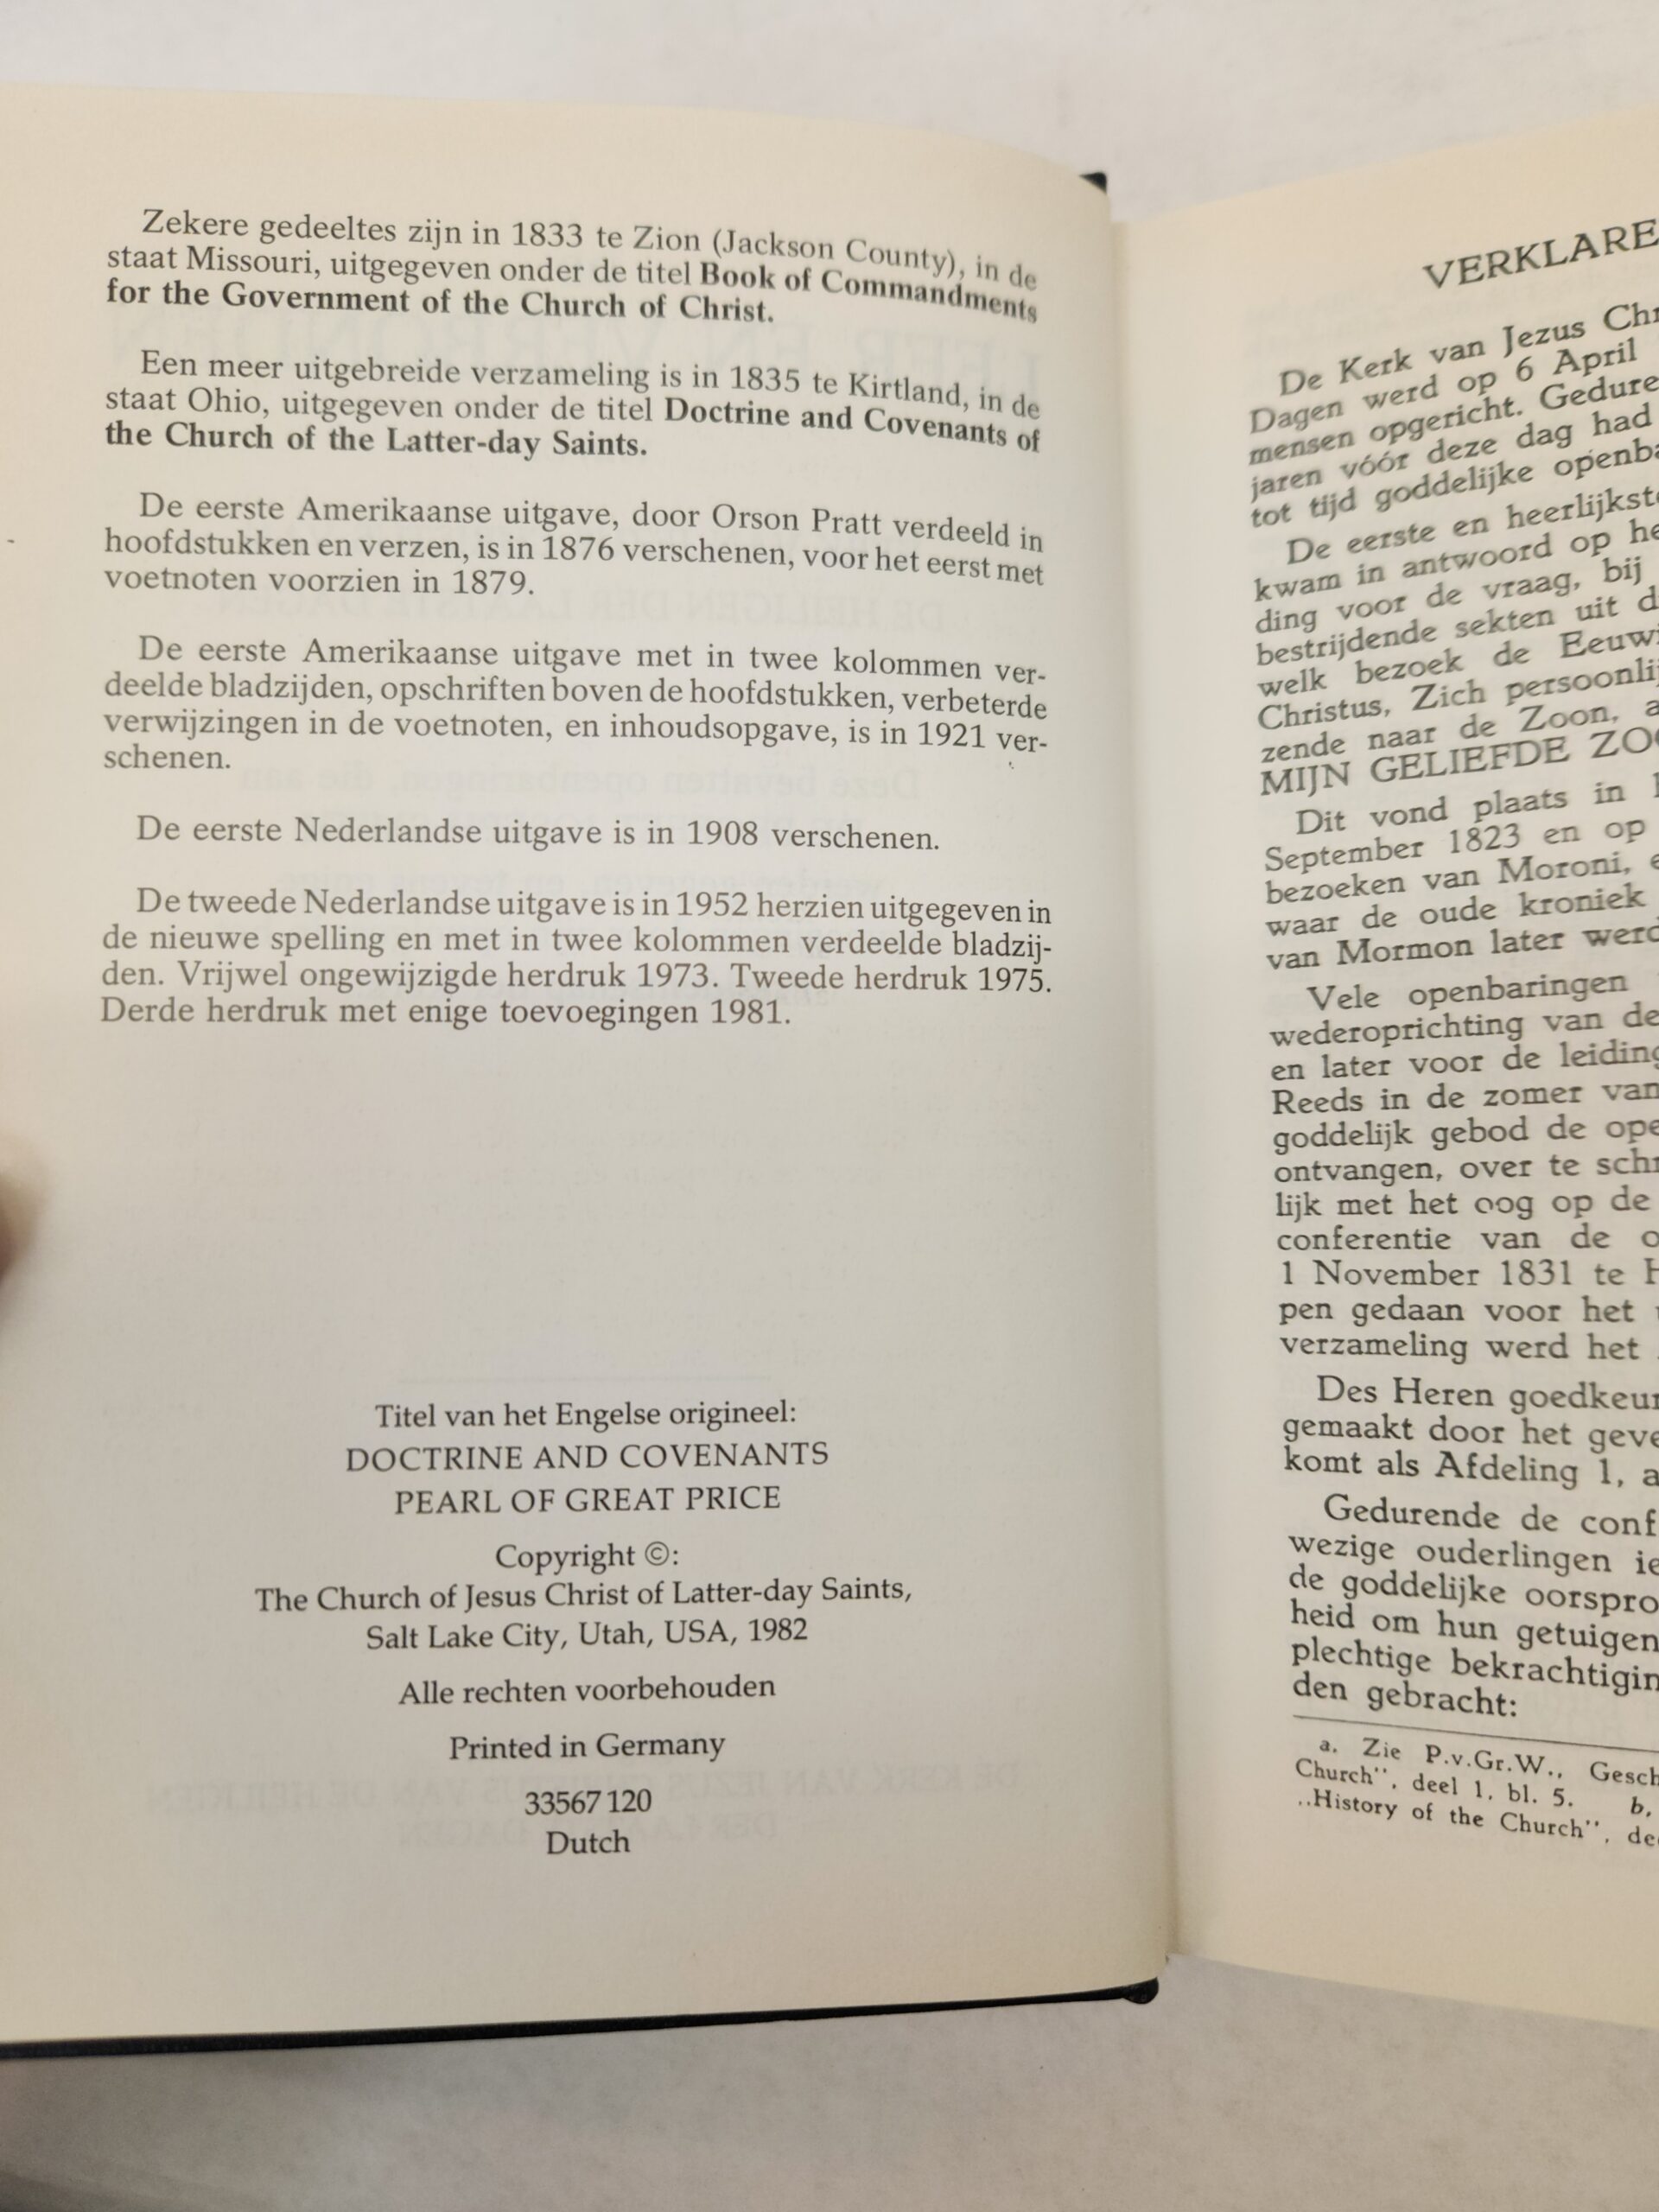 Zekere gedeeltes zijn in 1833 te Zion (Jackson County), in de
staat Missouri, uitgegeven onder de titel Book of Commandments
for the Government of the Church of Christ.
Een meer uitgebreide verzameling is in 1835 te Kirtland, in de
staat Ohio, uitgegeven onder de titel Doctrine and Covenants of
the Church of the Latter-day Saints.
De eerste Amerikaanse uitgave, door Orson Pratt verdeeld in
hoofdstukken en verzen, is in 1876 verschenen, voor het eerst met
voetnoten voorzien in 1879.
De eerste Amerikaanse uitgave met in twee kolommen ver-
deelde bladzijden, opschriften boven de hoofdstukken, verbeterde
verwijzingen in de voetnoten, en inhoudsopgave, is in 1921 ver-
schenen.
De eerste Nederlandse uitgave is in 1908 verschenen.
De tweede Nederlandse uitgave is in 1952 herzien uitgegeven in
de nieuwe spelling en met in twee kolommen verdeelde bladzij-
den. Vrijwel ongewijzigde herdruk 1973. Tweede herdruk 1975.
Derde herdruk met enige toevoegingen 1981.
Titel van het Engelse origineel:
DOCTRINE AND COVENANTS
PEARL OF GREAT PRICE
Copyright ©:
The Church of Jesus Christ of Latter-day Saints,
Salt Lake City, Utah, USA, 1982
Alle rechten voorbehouden
Printed in Germany
33567 120
Dutch
VERKLARE
De Kerk van Jezus Chr
Dagen werd op 6 April
mensen opgericht. Gedure
jaren vóór deze dag had
tot tijd goddelijke openba
De eerste en heerlijkst
kwam in antwoord op he
ding voor de vraag, bij
bestrijdende sekten uit d
welk bezoek de Eeuwi
Christus, Zich persoonlij
zende naar de Zoon, a
MIJN GELIEFDE ZOO
Dit vond plaats in
September 1823 en op
bezoeken van Moroni, e
waar de oude kroniek
van Mormon later werd
Vele openbaringen
wederoprichting van de
en later voor de leiding
Reeds in de zomer van
goddelijk gebod de ope
ontvangen, over te schr
lijk met het oog op de
conferentie van de o
1 November 1831 te H
pen gedaan voor het
verzameling werd het
Des Heren goedkeur
gemaakt door het geve
komt als Afdeling 1, a
Gedurende de conf
wezige ouderlingen ie
de goddelijke oorspro
heid om hun getuigen
plechtige bekrachtigin
den gebracht:
a. Zie P.v.Gr.W., Gesch
Church", deel 1, bl. 5. b.
,,History of the Church", de